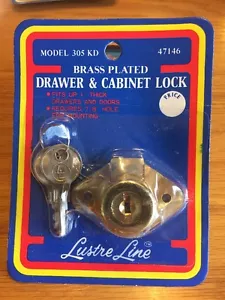 MODEL 305 KD 47146
BRASS PLATED
DRAWER & CABINET LOCK
• FITS UP 1" THICK
DRAWERS AND DOORS
• REQUIRES 7/8 HOLE
FOR MOUNTING
PRICE
Lustre Line™